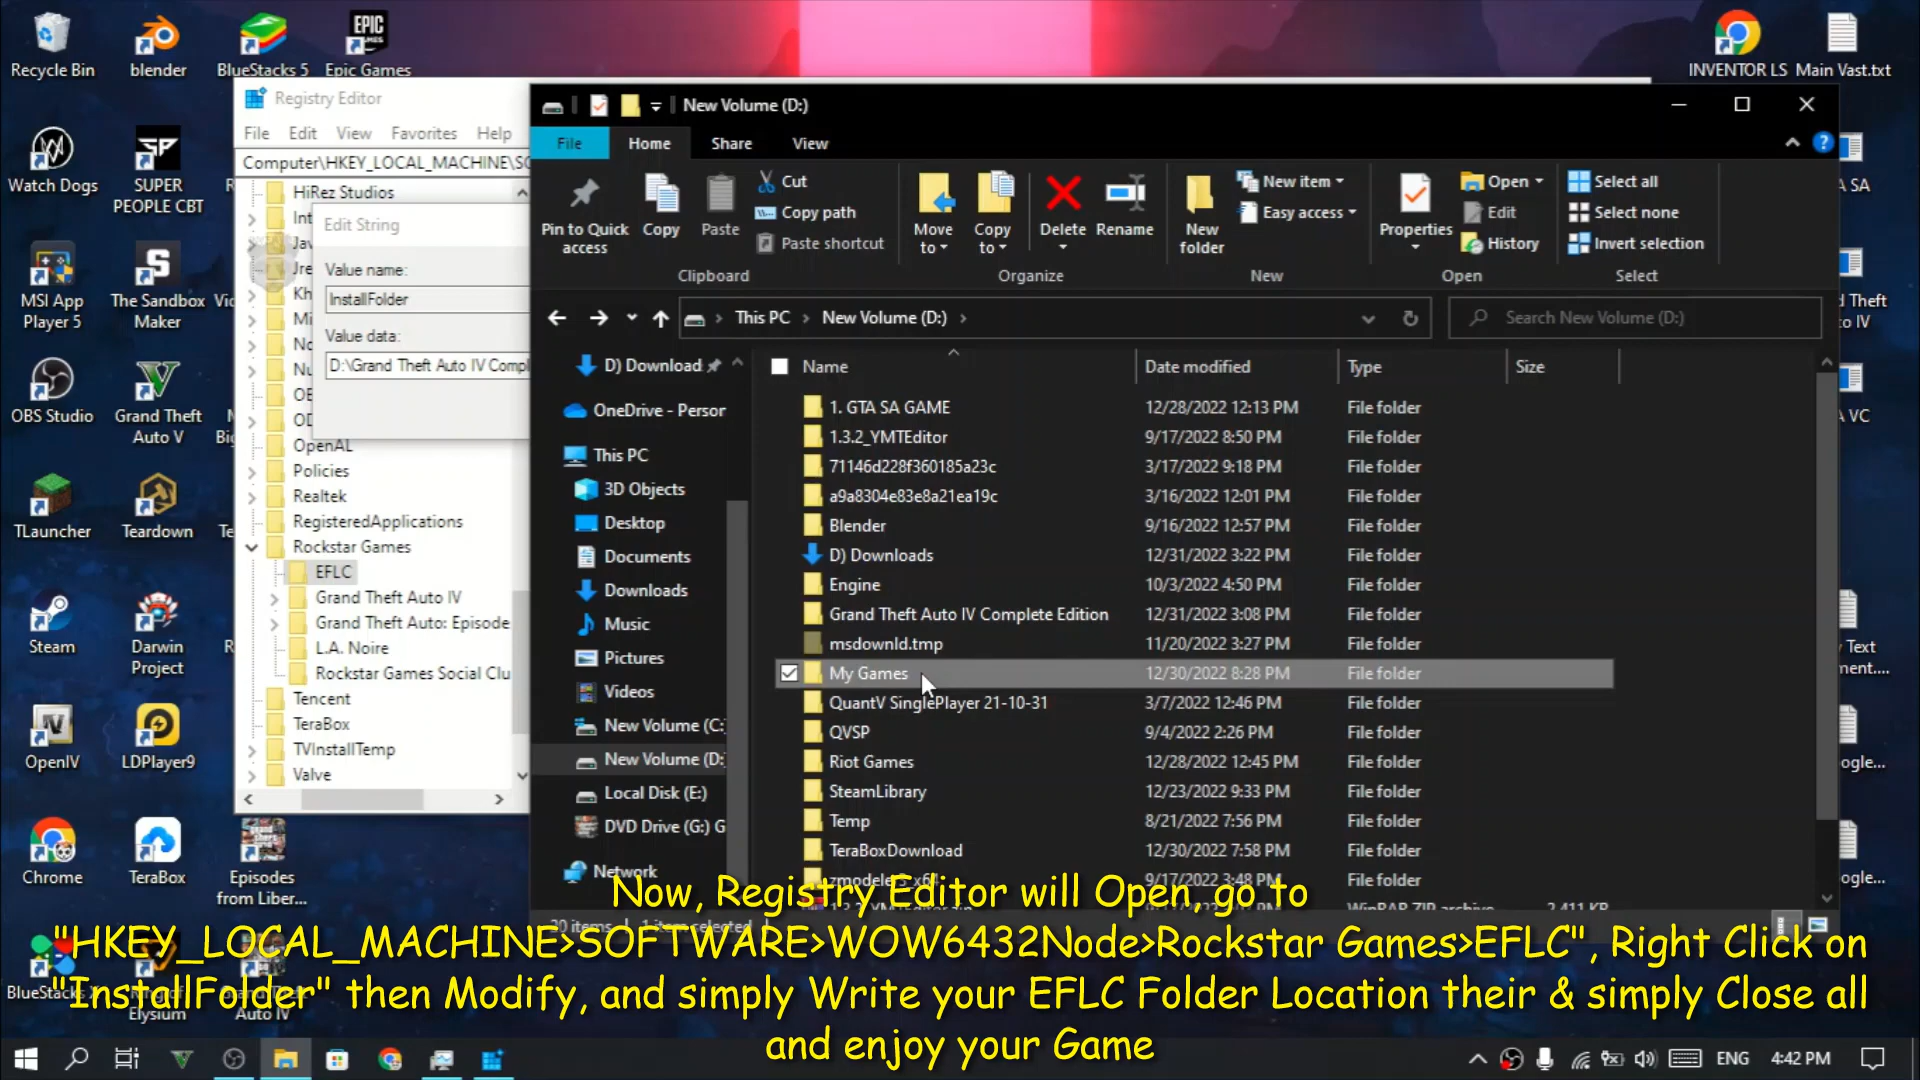 Recycle Bin
blender
BlueStacks 5
Epic Games
INVENTOR LS
Main Vast.txt
Watch Dogs
SUPER
PEOPLE CBT
MSI App
Player 5
The Sandbox
Maker
OBS Studio
Grand Theft
Auto V
TLauncher
Teardown
Steam
Darwin
Project
OpenIV
LDPlayer9
Chrome
TeraBox
Episodes
from Liber...
Registry Editor
File Edit View Favorites Help
Computer\HKEY_LOCAL_MACHINE\SO
HiRez Studios
Edit String
Value name:
InstallFolder
Value data:
D:\Grand Theft Auto IV Compl
OpenAL
Policies
Realtek
RegisteredApplications
Rockstar Games
EFLC
Grand Theft Auto IV
Grand Theft Auto: Episode
L.A. Noire
Rockstar Games Social Clu
Tencent
TeraBox
TVInstallTemp
Valve
New Volume (D:)
File Home Share View
Pin to Quick
access
Copy
Paste
Cut
Copy path
Paste shortcut
Clipboard
Move
to
Copy
to
Delete
Rename
Organize
New
folder
New item
Easy access
New
Properties
Open
Edit
History
Open
Select all
Select none
Invert selection
Select
This PC > New Volume (D:) >
Search New Volume (D:)
D) Download
OneDrive - Person
This PC
3D Objects
Desktop
Documents
Downloads
Music
Pictures
Videos
New Volume (C:
New Volume (D:
Local Disk (E:)
DVD Drive (G:) G
Network
Name Date modified Type Size
1. GTA SA GAME 12/28/2022 12:13 PM File folder
1.3.2_YMTEditor 9/17/2022 8:50 PM File folder
71146d228f360185a23c 3/17/2022 9:18 PM File folder
a9a8304e83e8a21ea19c 3/16/2022 12:01 PM File folder
Blender 9/16/2022 12:57 PM File folder
D) Downloads 12/31/2022 3:22 PM File folder
Engine 10/3/2022 4:50 PM File folder
Grand Theft Auto IV Complete Edition 12/31/2022 3:08 PM File folder
msdownld.tmp 11/20/2022 3:27 PM File folder
My Games 12/30/2022 8:28 PM File folder
QuantV SinglePlayer 21-10-31 3/7/2022 12:46 PM File folder
QVSP 9/4/2022 2:26 PM File folder
Riot Games 12/28/2022 12:45 PM File folder
SteamLibrary 12/23/2022 9:33 PM File folder
Temp 8/21/2022 7:56 PM File folder
TeraBoxDownload 12/30/2022 7:58 PM File folder
9/17/2022 3:48 PM File folder
Now, Registry Editor will Open, go to
"HKEY_LOCAL_MACHINE>SOFTWARE>WOW6432Node>Rockstar Games>EFLC", Right Click on
"InstallFolder" then Modify, and simply Write your EFLC Folder Location their & simply Close all
and enjoy your Game
ENG
4:42 PM